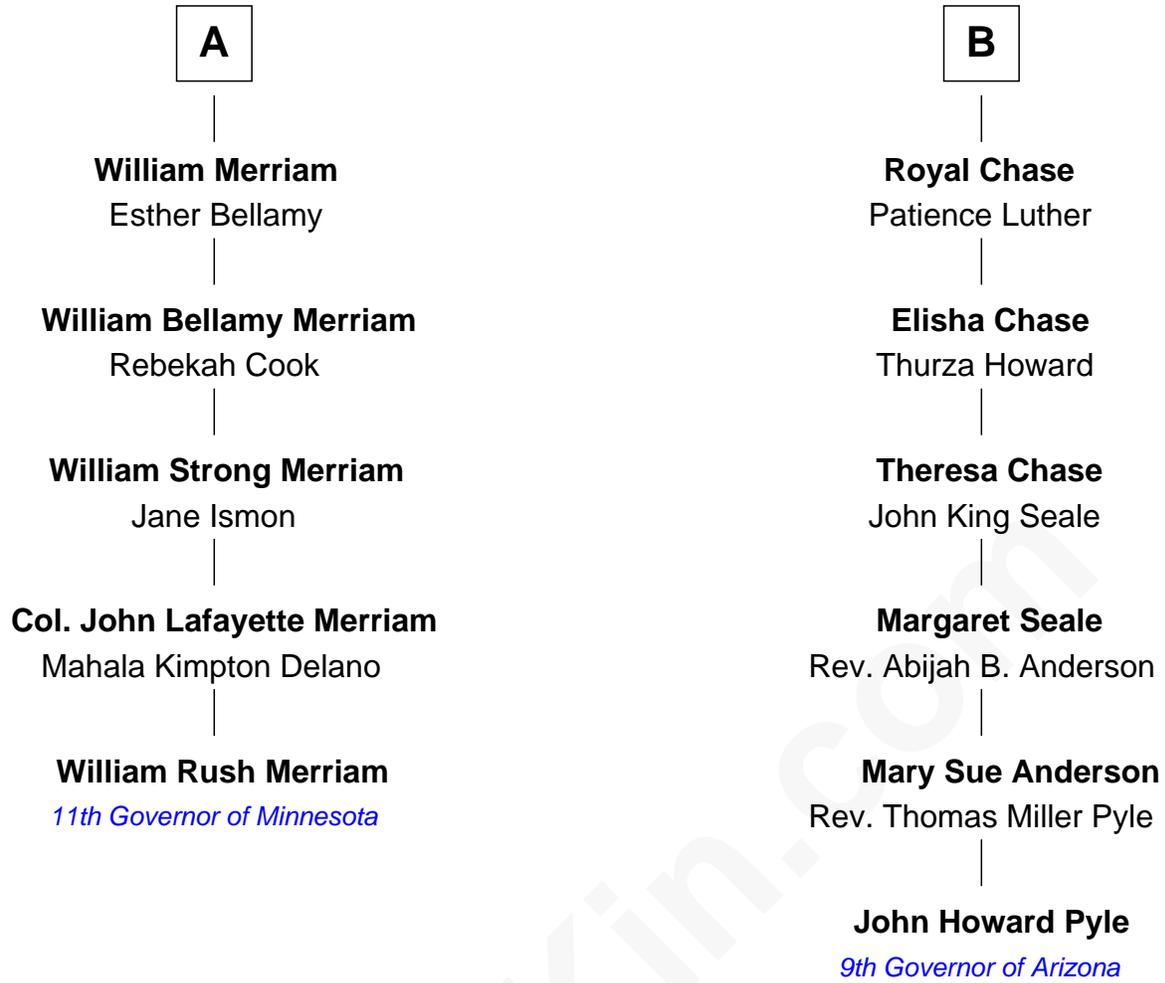 A
William Merriam
Esther Bellamy
William Bellamy Merriam
Rebekah Cook
William Strong Merriam
Jane Ismon
Col. John Lafayette Merriam
Mahala Kimpton Delano
William Rush Merriam
11th Governor of Minnesota
B
Royal Chase
Patience Luther
Elisha Chase
Thurza Howard
Theresa Chase
John King Seale
Margaret Seale
Rev. Abijah B. Anderson
Mary Sue Anderson
Rev. Thomas Miller Pyle
John Howard Pyle
9th Governor of Arizona
Kin.com